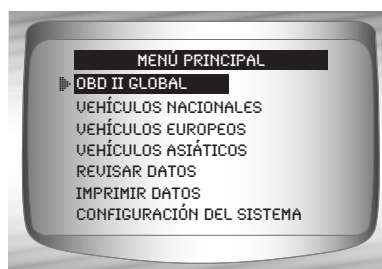 MENÚ PRINCIPAL
OBD II GLOBAL
VEHÍCULOS NACIONALES
VEHÍCULOS EUROPEOS
VEHÍCULOS ASIÁTICOS
REVISAR DATOS
IMPRIMIR DATOS
CONFIGURACIÓN DEL SISTEMA